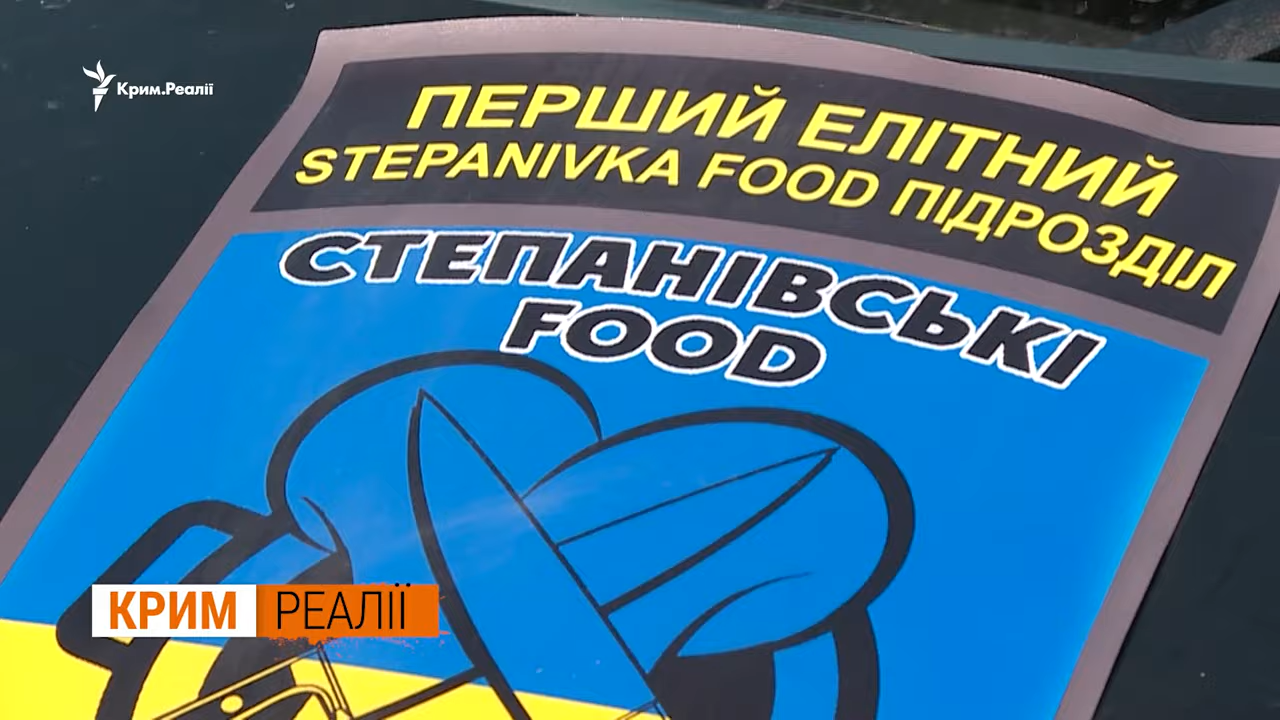 Крим.Реалії
ПЕРШИЙ ЕЛІТНИЙ
STEPANIVKA FOOD ПІДРОЗДІЛ
СТЕПАНІВСЬКІ
FOOD
КРИМ РЕАЛІЇ